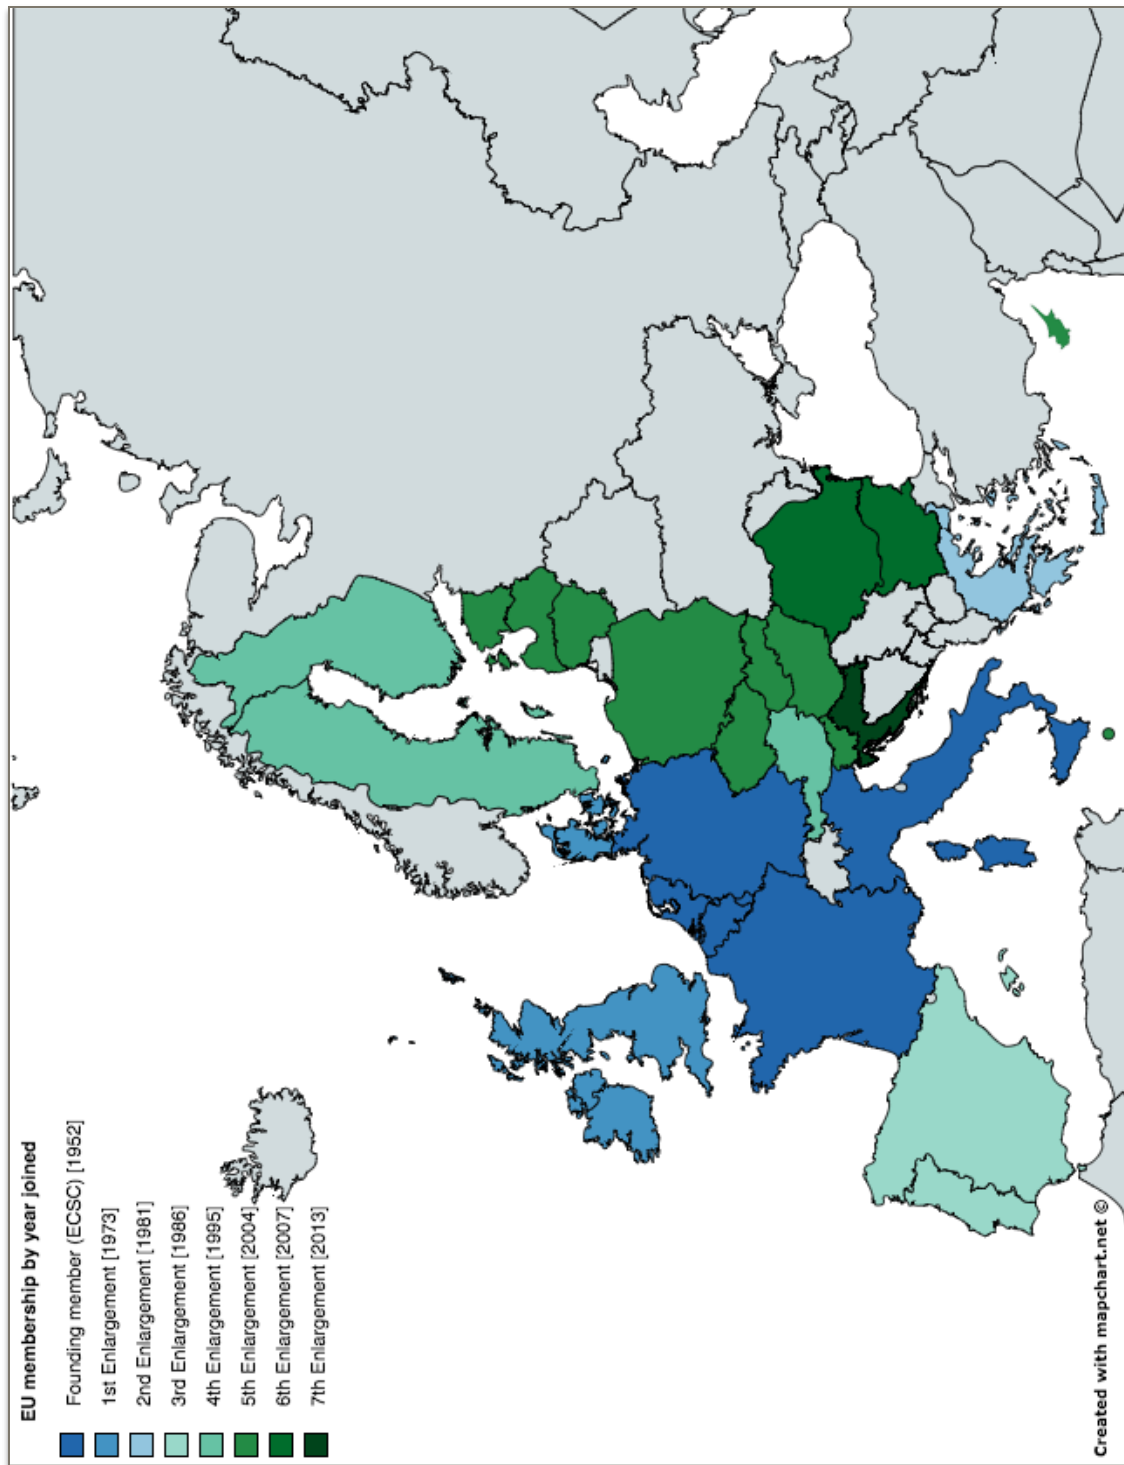 EU membership by year joined
Founding member (ECSC) [1952]
1st Enlargement [1973]
2nd Enlargement [1981]
3rd Enlargement [1986]
4th Enlargement [1995]
5th Enlargement [2004]
6th Enlargement [2007]
7th Enlargement [2013]
Created with mapchart.net ©